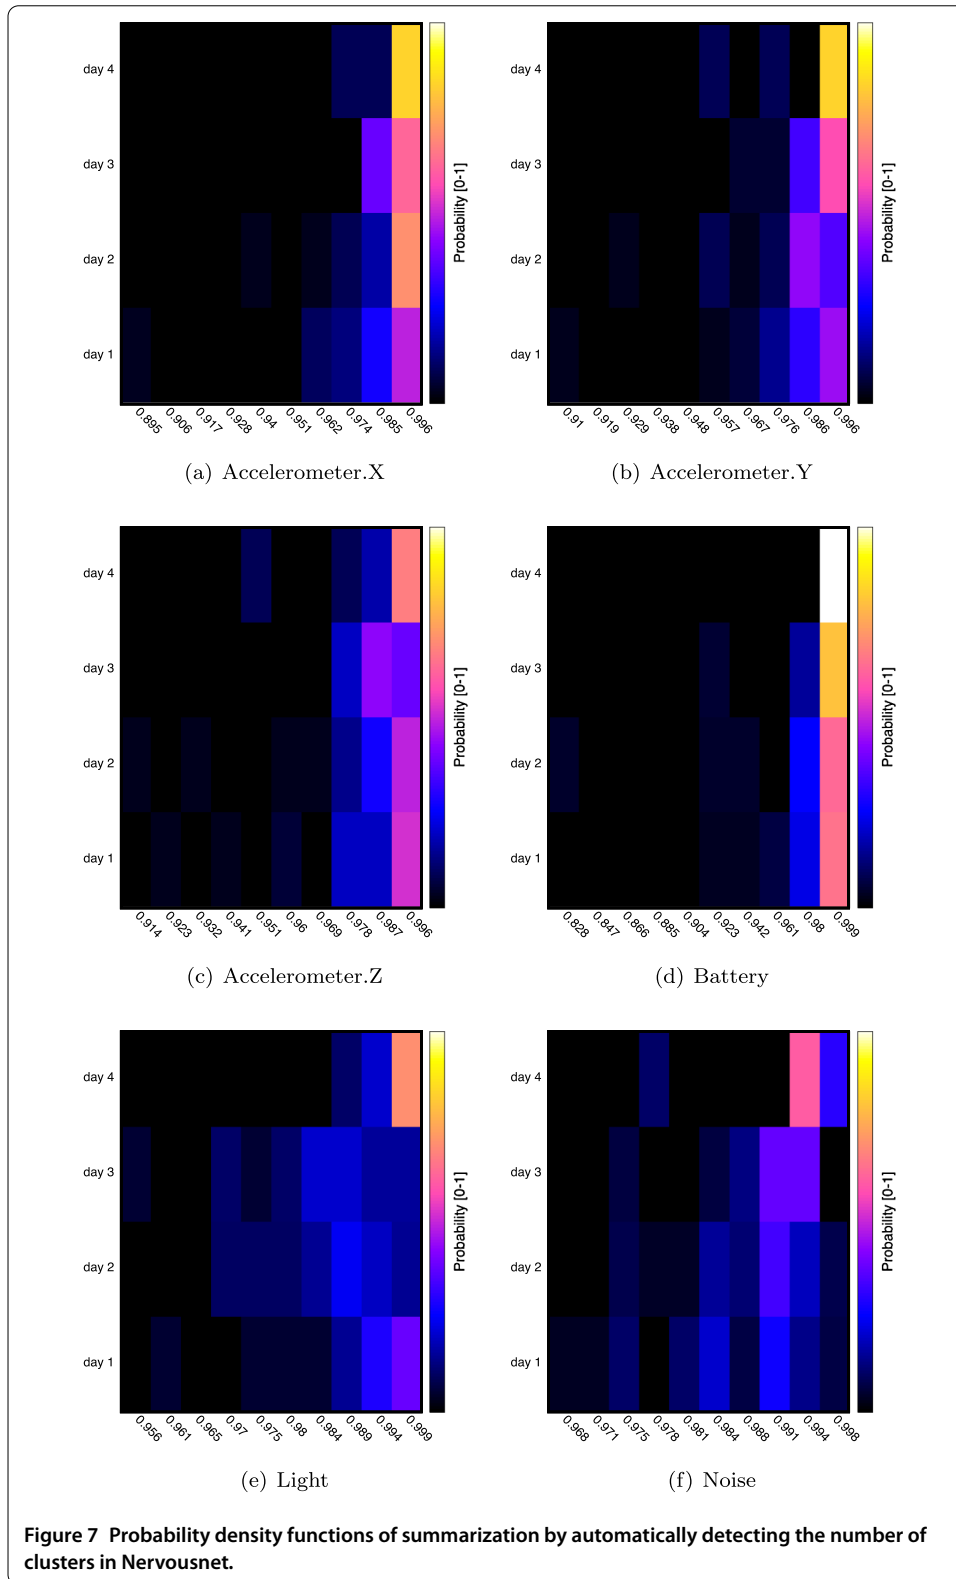 day 4
day 3
day 2
day 1
0.895 0.906 0.917 0.928 0.94 0.951 0.962 0.974 0.985 0.996
Probability [0-1]
(a) Accelerometer.X
day 4
day 3
day 2
day 1
0.91 0.919 0.929 0.938 0.948 0.957 0.967 0.976 0.986 0.996
Probability [0-1]
(b) Accelerometer.Y
day 4
day 3
day 2
day 1
0.914 0.923 0.932 0.941 0.951 0.96 0.969 0.978 0.987 0.996
Probability [0-1]
(c) Accelerometer.Z
day 4
day 3
day 2
day 1
0.828 0.847 0.866 0.885 0.904 0.923 0.942 0.961 0.98 0.999
Probability [0-1]
(d) Battery
day 4
day 3
day 2
day 1
0.956 0.961 0.965 0.97 0.975 0.98 0.984 0.989 0.994 0.999
Probability [0-1]
(e) Light
day 4
day 3
day 2
day 1
0.968 0.971 0.975 0.978 0.981 0.984 0.988 0.991 0.994 0.998
Probability [0-1]
(f) Noise
Figure 7 Probability density functions of summarization by automatically detecting the number of
clusters in Nervousnet.